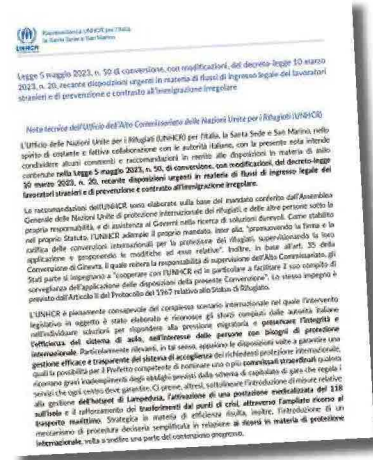 UNHCR
Rappresentanza UNHCR per l'Italia
la Santa Sede e San Marino
Legge 5 maggio 2023, n. 50 di conversione, con modificazioni, del decreto-legge 10 marzo
2023, n. 20, recante disposizioni urgenti in materia di flussi di ingresso legale dei lavoratori
stranieri e di prevenzione e contrasto all'immigrazione irregolare
Nota tecnica dell'Ufficio dell'Alto Commissariato delle Nazioni Unite per i Rifugiati (UNHCR)
L'Ufficio delle Nazioni Unite per i Rifugiati (UNHCR) per l'Italia, la Santa Sede e San Marino, nello
spirito di costante e fattiva collaborazione con le autorità italiane, con la presente nota intende
condividere alcuni commenti e raccomandazioni in merito alle disposizioni in materia di asilo
contenute nella Legge 5 maggio 2023, n. 50, di conversione, con modificazioni, del decreto-legge
10 marzo 2023, n. 20, recante disposizioni urgenti in materia di flussi di ingresso legale dei
lavoratori stranieri e di prevenzione e contrasto all'immigrazione irregolare.
Le raccomandazioni dell'UNHCR sono elaborate sulla base del mandato conferito dall'Assemblea
Generale delle Nazioni Unite di protezione internazionale dei rifugiati, e delle altre persone sotto la
propria responsabilità, e di assistenza ai Governi nella ricerca di soluzioni durevoli. Come stabilito
nel proprio Statuto, l'UNHCR adempie il proprio mandato, inter alia, "promuovendo la firma e la
ratifica delle convenzioni internazionali per la protezione dei rifugiati, supervisionando la loro
applicazione e proponendo le modifiche ad esse relative". Inoltre, in base all'art. 35 della
Convenzione di Ginevra, il quale reitera la responsabilità di supervisione dell'Alto Commissariato, gli
Stati parte si impegnano a "cooperare con l'UNHCR ed in particolare a facilitare il suo compito di
sorveglianza dell'applicazione delle disposizioni della presente Convenzione". Lo stesso impegno è
previsto dall'Articolo II del Protocollo del 1967 relativo allo Status di Rifugiato.
L'UNHCR è pienamente consapevole del complesso scenario internazionale nel quale l'intervento
legislativo in oggetto è stato elaborato e riconosce gli sforzi compiuti dalle autorità italiane
nell'individuare soluzioni per rispondere alla pressione migratoria e preservare l'integrità e
l'efficienza del sistema di asilo, nell'interesse delle persone con bisogni di protezione
internazionale. Particolarmente rilevanti, in tal senso, appaiono le disposizioni volte a garantire una
gestione efficace e trasparente del sistema di accoglienza dei richiedenti protezione internazionale,
quali la possibilità per il Prefetto competente di nominare uno o più commissari straordinari qualora
ricorrano gravi inadempimenti degli obblighi previsti dallo schema di capitolato di gara che regola i
servizi che ogni centro deve garantire. Ci preme, altresì, sottolineare l'introduzione di misure relative
alla gestione dell'hotspot di Lampedusa, l'attivazione di una postazione medicalizzata del 118
sull'isola e il rafforzamento dei trasferimenti dai punti di crisi, attraverso l'ampliato ricorso al
trasporto marittimo. Strategica in materia di efficienza risulta, inoltre, l'introduzione di un
meccanismo di procedura decisoria semplificata in relazione ai ricorsi in materia di protezione
internazionale, volta a snellire una parte del contenzioso pregresso.